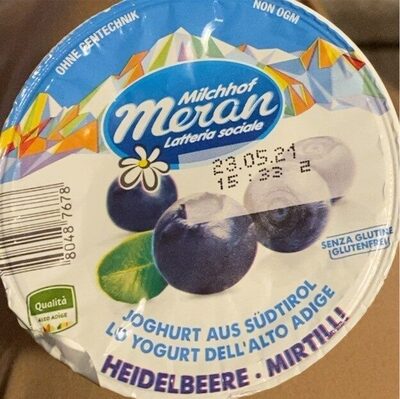 OHNE GENTECHNIK
NON OGM
Milchhof
Meran
Latteria sociale
23.05.21
15:33 2
80487678
SENZA GLUTINE
(GLUTENFREI)
Qualità
ALTO ADIGE
JOGHURT AUS SÜDTIROL
LO YOGURT DELL'ALTO ADIGE
HEIDELBEERE · MIRTILLI